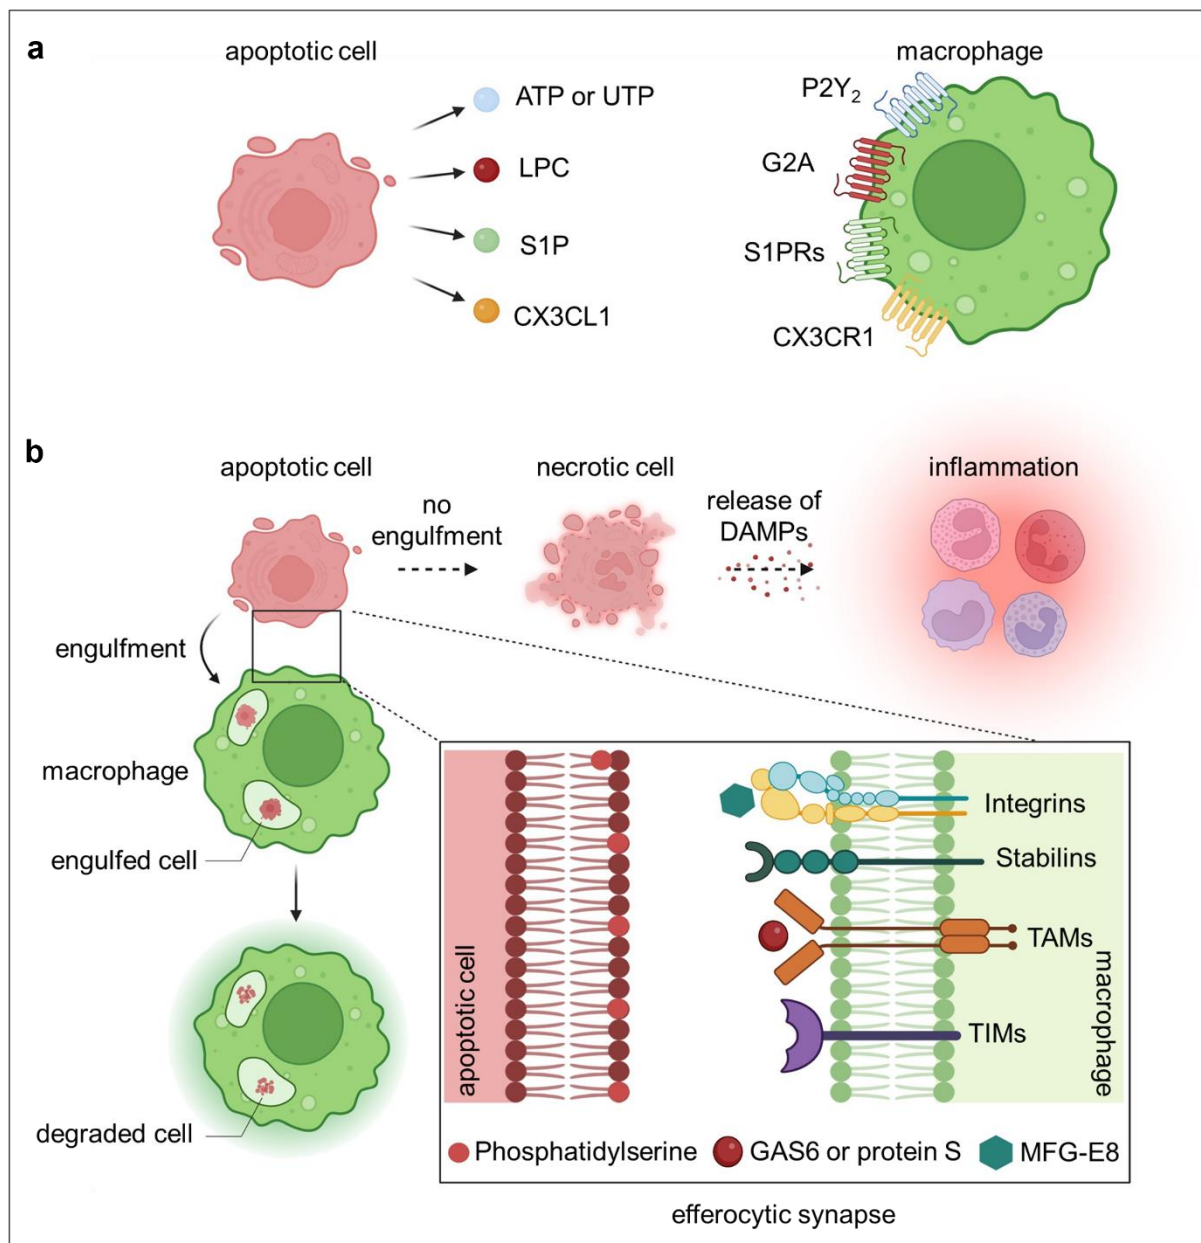 a
apoptotic cell
macrophage
ATP or UTP
LPC
S1P
CX3CL1
P2Y₂
G2A
S1PRs
CX3CR1
b
apoptotic cell
necrotic cell
inflammation
no
engulfment
release of
DAMPs
engulfment
macrophage
engulfed cell
degraded cell
apoptotic cell
Integrins
Stabilins
TAMs
TIMs
macrophage
Phosphatidylserine
GAS6 or protein S
MFG-E8
efferocytic synapse